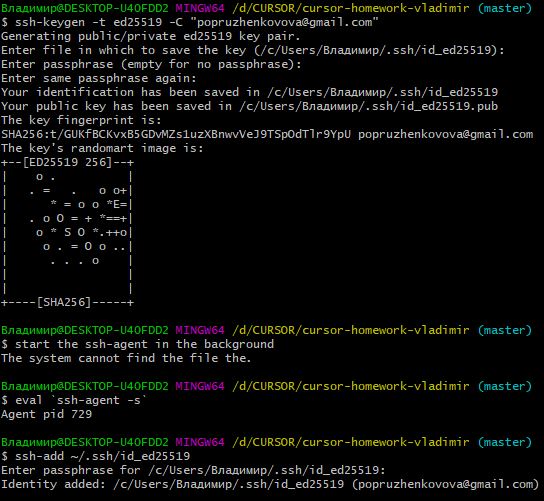 Владимир@DESKTOP-U4OFDD2 MINGW64 /d/CURSOR/cursor-homework-vladimir (master)
$ ssh-keygen -t ed25519 -C "popruzhenkovova@gmail.com"
Generating public/private ed25519 key pair.
Enter file in which to save the key (/c/Users/Владимир/.ssh/id_ed25519):
Enter passphrase (empty for no passphrase):
Enter same passphrase again:
Your identification has been saved in /c/Users/Владимир/.ssh/id_ed25519
Your public key has been saved in /c/Users/Владимир/.ssh/id_ed25519.pub
The key fingerprint is:
SHA256:t/GUKfBCKvxB5GDvMZs1uzXBnwvVeJ9TSpOdTlr9YpU popruzhenkovova@gmail.com
The key's randomart image is:
+--[ED25519 256]--+
|    o .          |
|   . =   .   o o+|
|      * = o o *E=|
|   . o O = + *==+|
|    o * S O *.++o|
|     o . = O o ..|
|      . . . o    |
|                 |
|                 |
+----[SHA256]-----+
Владимир@DESKTOP-U4OFDD2 MINGW64 /d/CURSOR/cursor-homework-vladimir (master)
$ start the ssh-agent in the background
The system cannot find the file the.
Владимир@DESKTOP-U4OFDD2 MINGW64 /d/CURSOR/cursor-homework-vladimir (master)
$ eval `ssh-agent -s`
Agent pid 729
Владимир@DESKTOP-U4OFDD2 MINGW64 /d/CURSOR/cursor-homework-vladimir (master)
$ ssh-add ~/.ssh/id_ed25519
Enter passphrase for /c/Users/Владимир/.ssh/id_ed25519:
Identity added: /c/Users/Владимир/.ssh/id_ed25519 (popruzhenkovova@gmail.com)